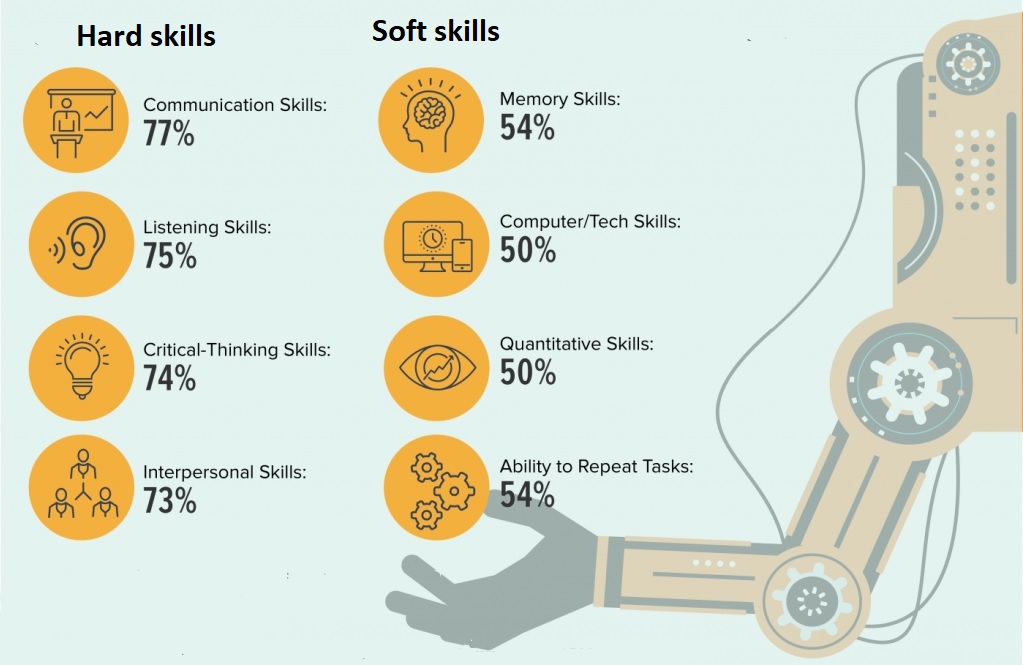 Hard skills
Communication Skills:
77%
Listening Skills:
75%
Critical-Thinking Skills:
74%
Interpersonal Skills:
73%
Soft skills
Memory Skills:
54%
Computer/Tech Skills:
50%
Quantitative Skills:
50%
Ability to Repeat Tasks:
54%